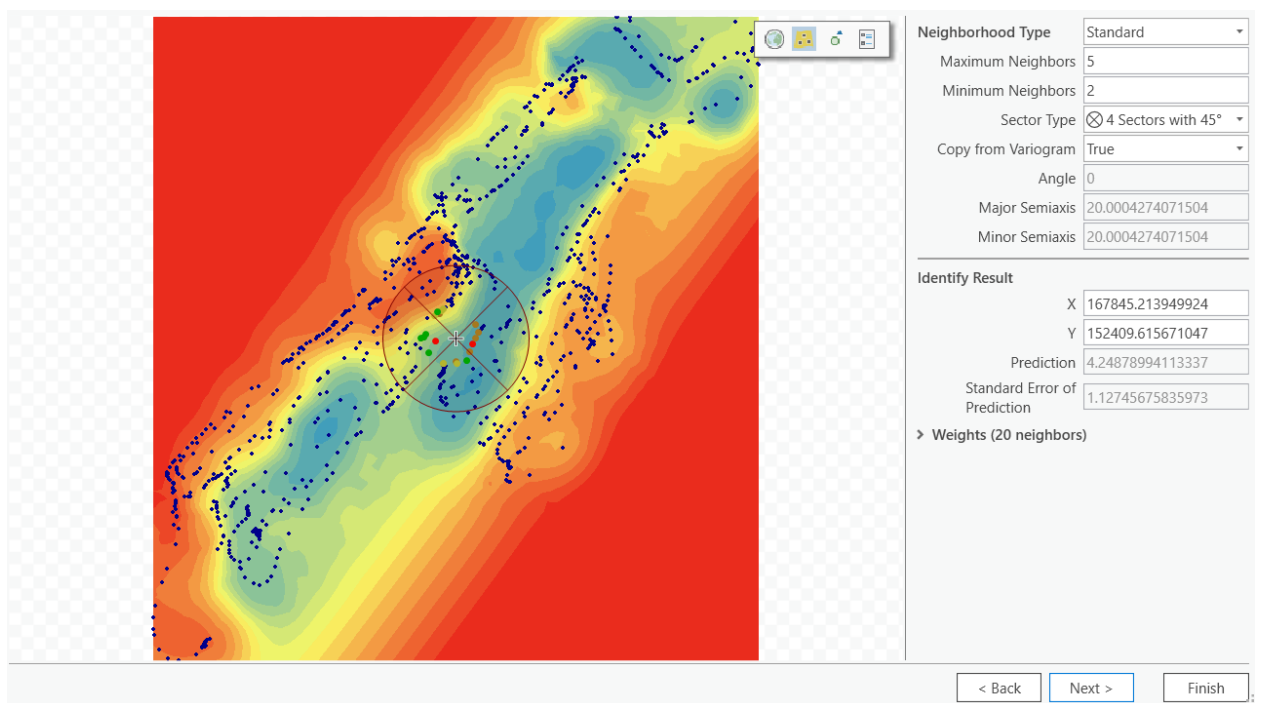 Neighborhood Type Standard
Maximum Neighbors 5
Minimum Neighbors 2
Sector Type 4 Sectors with 45°
Copy from Variogram True
Angle 0
Major Semiaxis 20.0004274071504
Minor Semiaxis 20.0004274071504
Identify Result
X 167845.213949924
Y 152409.615671047
Prediction 4.24878994113337
Standard Error of
Prediction 1.12745675835973
> Weights (20 neighbors)
< Back Next > Finish